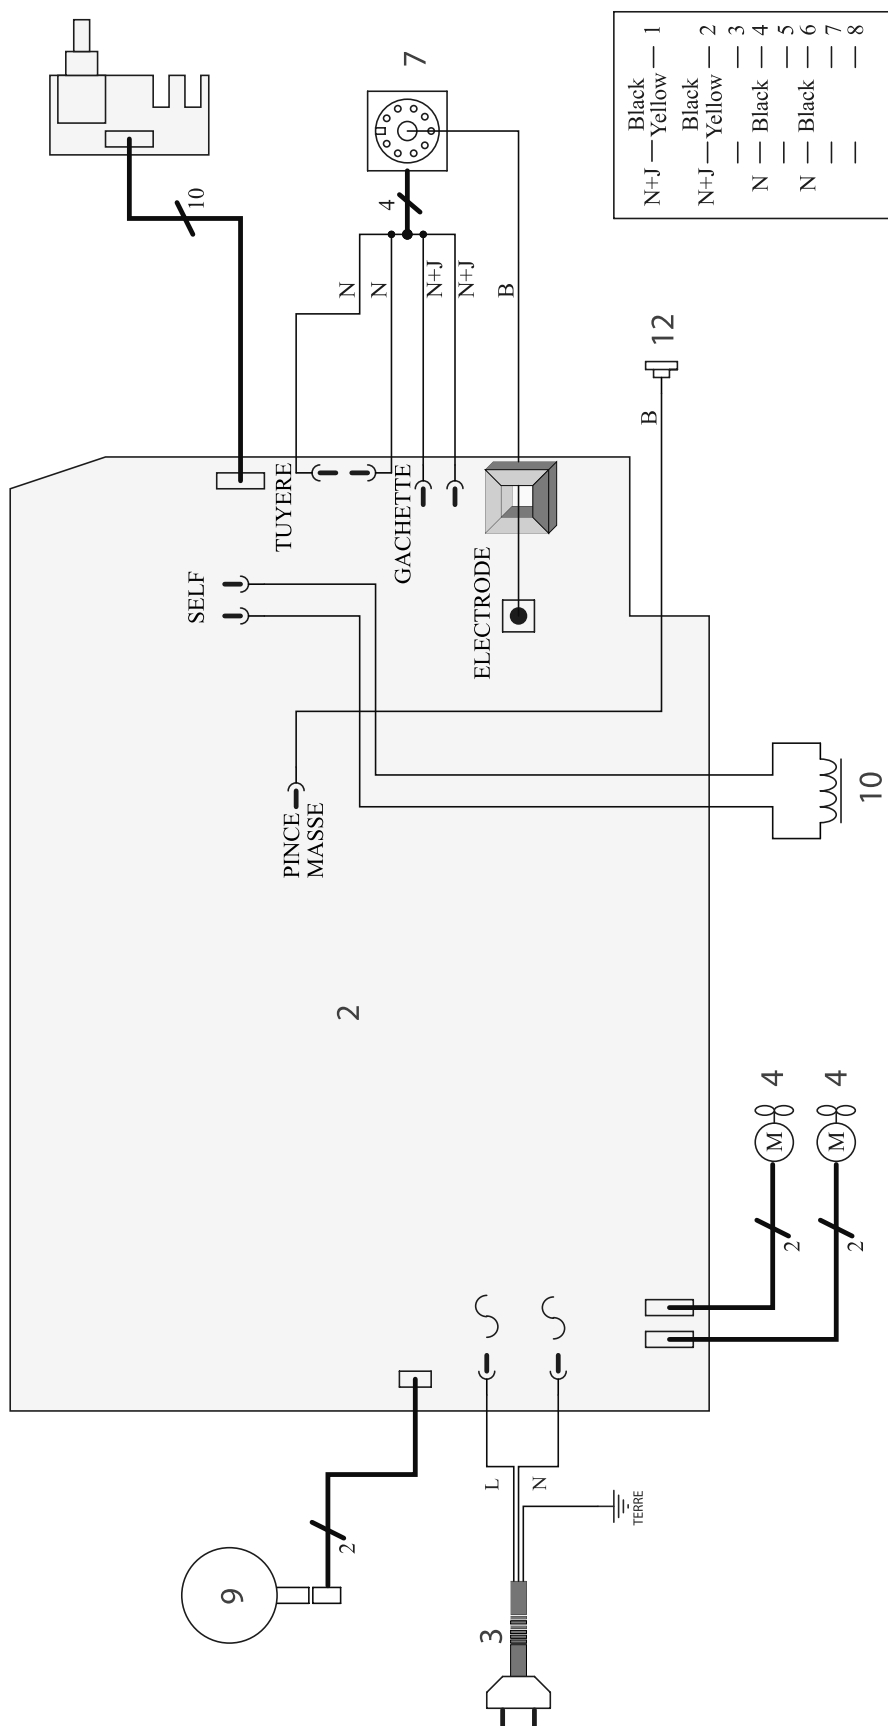 10
SELF
9
TUYERE
PINCE
MASSE
2
2
N
N
4
GACHETTE
7
N+J
N+J
ELECTRODE
3
L
B
N
TERRE
B
12
4
M
2
4
M
2
10
Black
N+J — Yellow — 1
Black
N+J — Yellow — 2
— — 3
N — Black — 4
— — 5
N — Black — 6
— — 7
— — 8